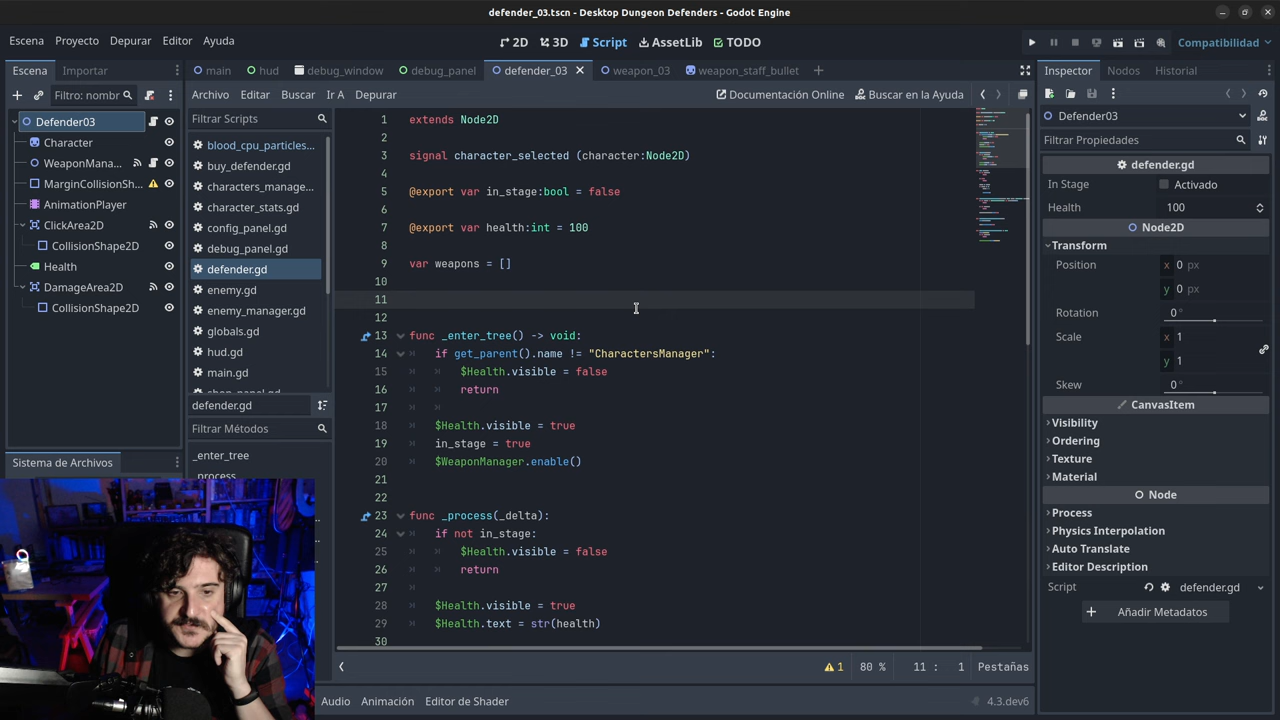 defender_03.tscn - Desktop Dungeon Defenders - Godot Engine
Escena Proyecto Depurar Editor Ayuda
2D 3D Script AssetLib TODO
Compatibilidad
Escena Importar
main hud debug_window debug_panel defender_03 weapon_03 weapon_staff_bullet
Inspector Nodos Historial
Filtro: nombr
Archivo Editar Buscar Ir A Depurar
Documentación Online Buscar en la Ayuda
Defender03
Character
WeaponMana...
MarginCollisionSh...
AnimationPlayer
ClickArea2D
CollisionShape2D
Health
DamageArea2D
CollisionShape2D
Sistema de Archivos
Filtrar Scripts
blood_cpu_particles...
buy_defender.gd
characters_manage...
character_stats.gd
config_panel.gd
debug_panel.gd
defender.gd
enemy.gd
enemy_manager.gd
globals.gd
hud.gd
main.gd
defender.gd
Filtrar Métodos
_enter_tree
_process
1 extends Node2D
2
3 signal character_selected (character:Node2D)
4
5 @export var in_stage:bool = false
6
7 @export var health:int = 100
8
9 var weapons = []
10
11
12
13 func _enter_tree() -> void:
14 if get_parent().name != "CharactersManager":
15 $Health.visible = false
16 return
17
18 $Health.visible = true
19 in_stage = true
20 $WeaponManager.enable()
21
22
23 func _process(_delta):
24 if not in_stage:
25 $Health.visible = false
26 return
27
28 $Health.visible = true
29 $Health.text = str(health)
30
1 80 % 11 : 1 Pestañas
Audio Animación Editor de Shader
4.3.dev6
Defender03
Filtrar Propiedades
defender.gd
In Stage Activado
Health 100
Node2D
Transform
Position x 0 px
y 0 px
Rotation 0 °
Scale x 1
y 1
Skew 0 °
CanvasItem
Visibility
Ordering
Texture
Material
Node
Process
Physics Interpolation
Auto Translate
Editor Description
Script defender.gd
Añadir Metadatos